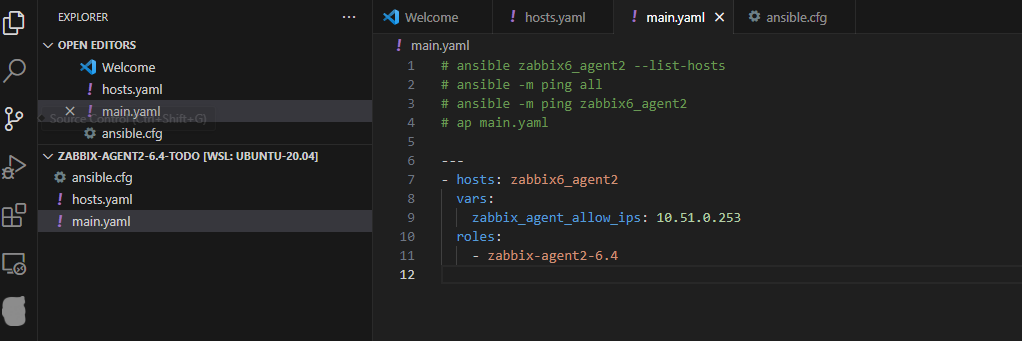 EXPLORER
OPEN EDITORS
Welcome
hosts.yaml
main.yaml
Source Control (Ctrl+Shift+G)
ansible.cfg
ZABBIX-AGENT2-6.4-TODO [WSL: UBUNTU-20.04]
ansible.cfg
hosts.yaml
main.yaml
Welcome hosts.yaml main.yaml ansible.cfg
main.yaml
1 # ansible zabbix6_agent2 --list-hosts
2 # ansible -m ping all
3 # ansible -m ping zabbix6_agent2
4 # ap main.yaml
5
6 ---
7 - hosts: zabbix6_agent2
8 vars:
9 zabbix_agent_allow_ips: 10.51.0.253
10 roles:
11 - zabbix-agent2-6.4
12